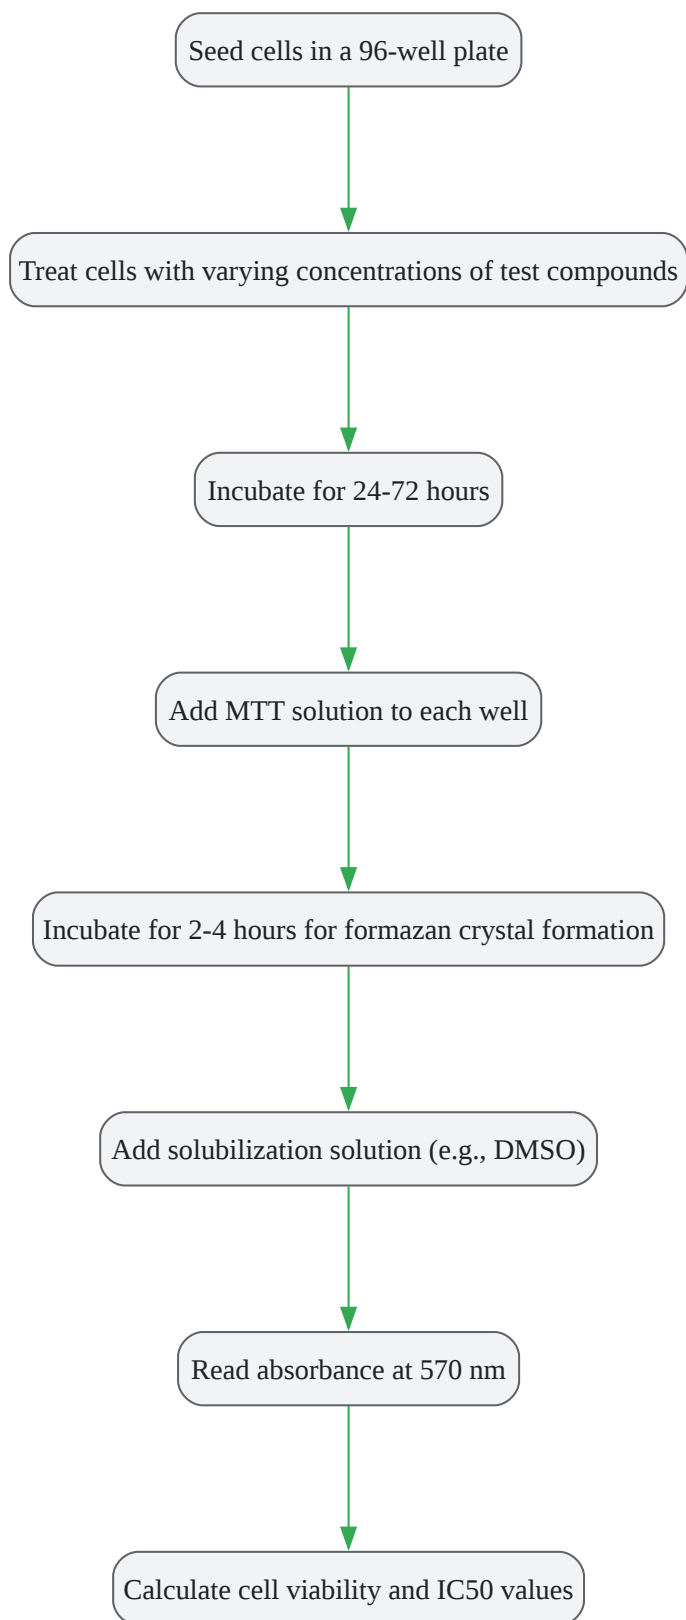 Seed cells in a 96-well plate
Treat cells with varying concentrations of test compounds
Incubate for 24-72 hours
Add MTT solution to each well
Incubate for 2-4 hours for formazan crystal formation
Add solubilization solution (e.g., DMSO)
Read absorbance at 570 nm
Calculate cell viability and IC50 values